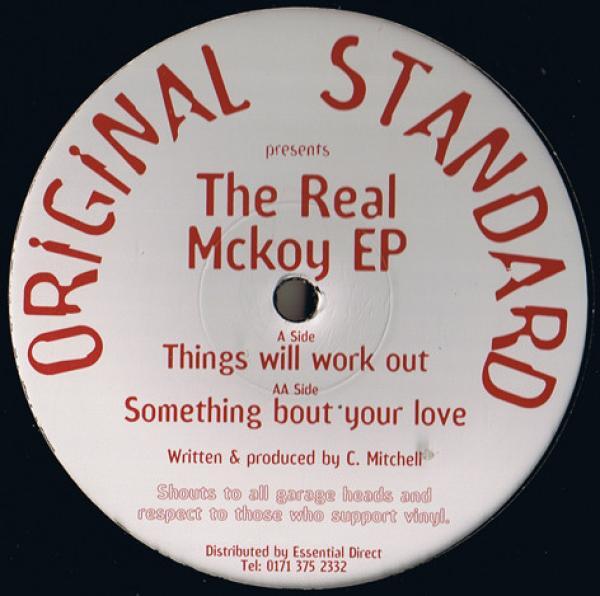 ORiGiNAL STANDARD
presents
The Real
Mckoy EP
A Side
Things will work out
AA Side
Something bout your love
Written & produced by C. Mitchell
Shouts to all garage heads and
respect to those who support vinyl.
Distributed by Essential Direct
Tel: 0171 375 2332